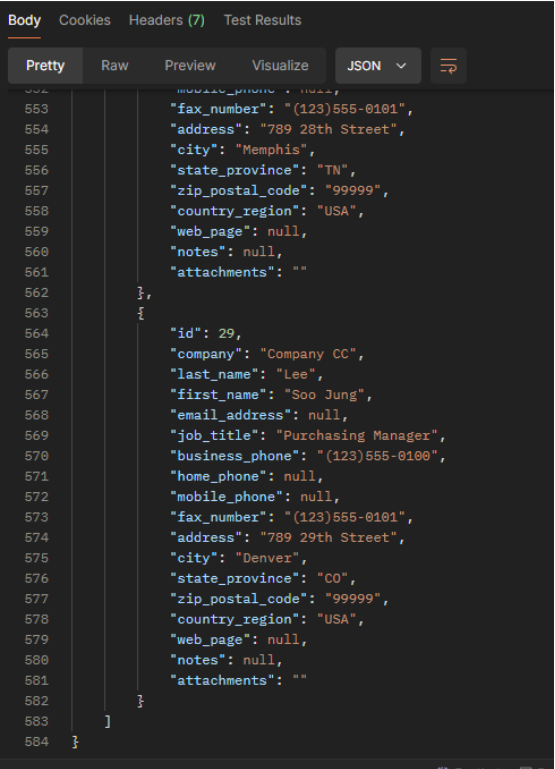 Body Cookies Headers (7) Test Results
Pretty Raw Preview Visualize JSON
552 "mobile_phone": null,
553 "fax_number": "(123)555-0101",
554 "address": "789 28th Street",
555 "city": "Memphis",
556 "state_province": "TN",
557 "zip_postal_code": "99999",
558 "country_region": "USA",
559 "web_page": null,
560 "notes": null,
561 "attachments": ""
562 },
563 {
564 "id": 29,
565 "company": "Company CC",
566 "last_name": "Lee",
567 "first_name": "Soo Jung",
568 "email_address": null,
569 "job_title": "Purchasing Manager",
570 "business_phone": "(123)555-0100",
571 "home_phone": null,
572 "mobile_phone": null,
573 "fax_number": "(123)555-0101",
574 "address": "789 29th Street",
575 "city": "Denver",
576 "state_province": "CO",
577 "zip_postal_code": "99999",
578 "country_region": "USA",
579 "web_page": null,
580 "notes": null,
581 "attachments": ""
582 }
583 ]
584 }